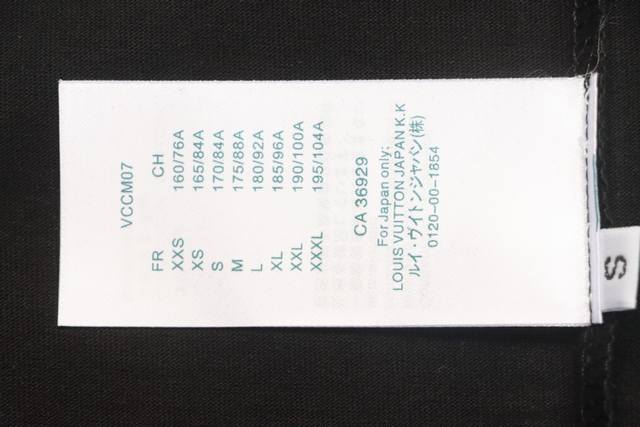 VCCM07
FR CH
XXS 160/76A
XS 165/84A
S 170/84A
M 175/88A
L 180/92A
XL 185/96A
XXL 190/100A
XXXL 195/104A
CA 36929
For Japan only:
LOUIS VUITTON JAPAN K.K
ルイ・ヴィトンジャパン(株)
0120-00-1854
S